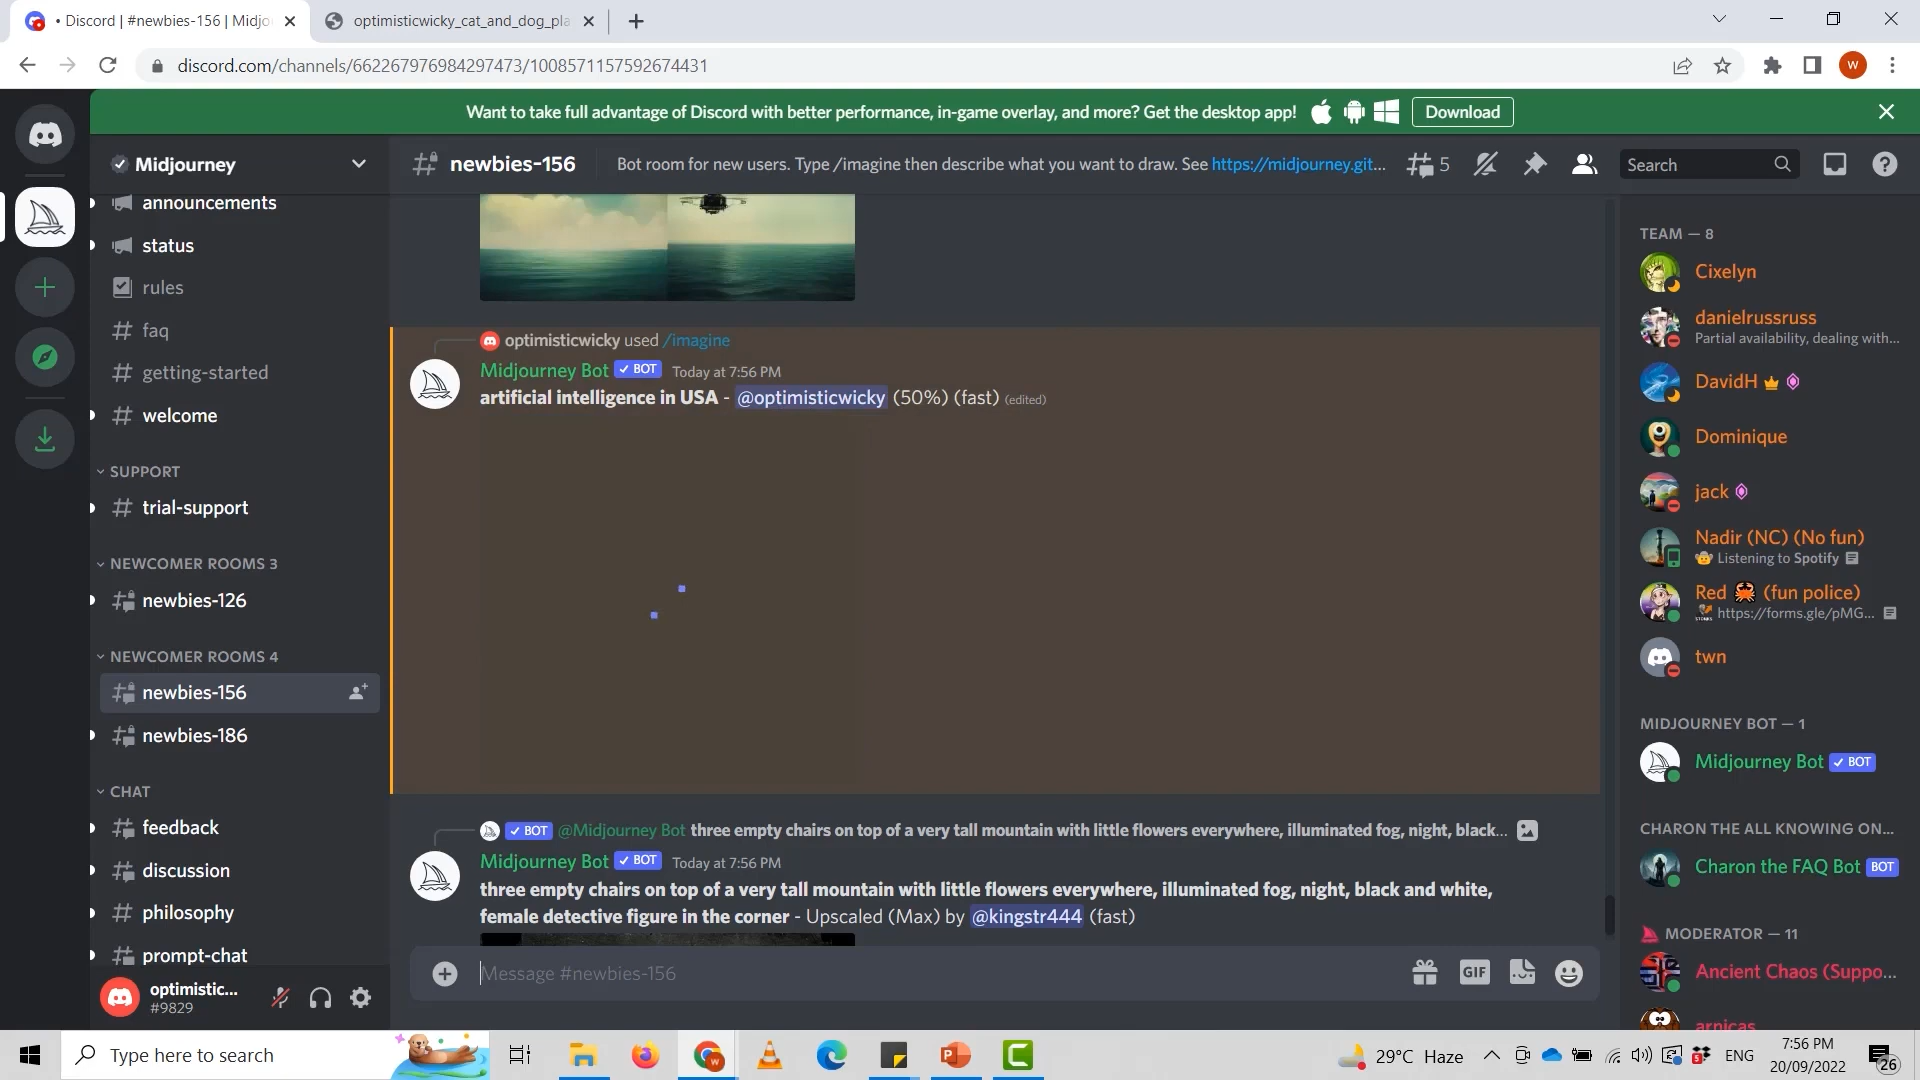 • Discord | #newbies-156 | Midjo
optimisticwicky_cat_and_dog_pla
discord.com/channels/662267976984297473/1008571157592674431
W
Want to take full advantage of Discord with better performance, in-game overlay, and more? Get the desktop app!
Download
Midjourney
newbies-156
Bot room for new users. Type /imagine then describe what you want to draw. See https://midjourney.git...
5
Search
announcements
status
rules
faq
getting-started
welcome
SUPPORT
trial-support
NEWCOMER ROOMS 3
newbies-126
NEWCOMER ROOMS 4
newbies-156
newbies-186
CHAT
feedback
discussion
philosophy
prompt-chat
optimistic...
#9829
optimisticwicky used /imagine
Midjourney Bot BOT Today at 7:56 PM
artificial intelligence in USA - @optimisticwicky (50%) (fast) (edited)
BOT @Midjourney Bot three empty chairs on top of a very tall mountain with little flowers everywhere, illuminated fog, night, black...
Midjourney Bot BOT Today at 7:56 PM
three empty chairs on top of a very tall mountain with little flowers everywhere, illuminated fog, night, black and white,
female detective figure in the corner - Upscaled (Max) by @kingstr444 (fast)
Message #newbies-156
GIF
TEAM — 8
Cixelyn
danielrussruss
Partial availability, dealing with...
DavidH
Dominique
jack
Nadir (NC) (No fun)
Listening to Spotify
Red (fun police)
https://forms.gle/pMG...
twn
MIDJOURNEY BOT — 1
Midjourney Bot BOT
CHARON THE ALL KNOWING ON...
Charon the FAQ Bot BOT
MODERATOR — 11
Ancient Chaos (Suppo...
arnicas
Type here to search
29°C Haze
ENG
7:56 PM
20/09/2022
26